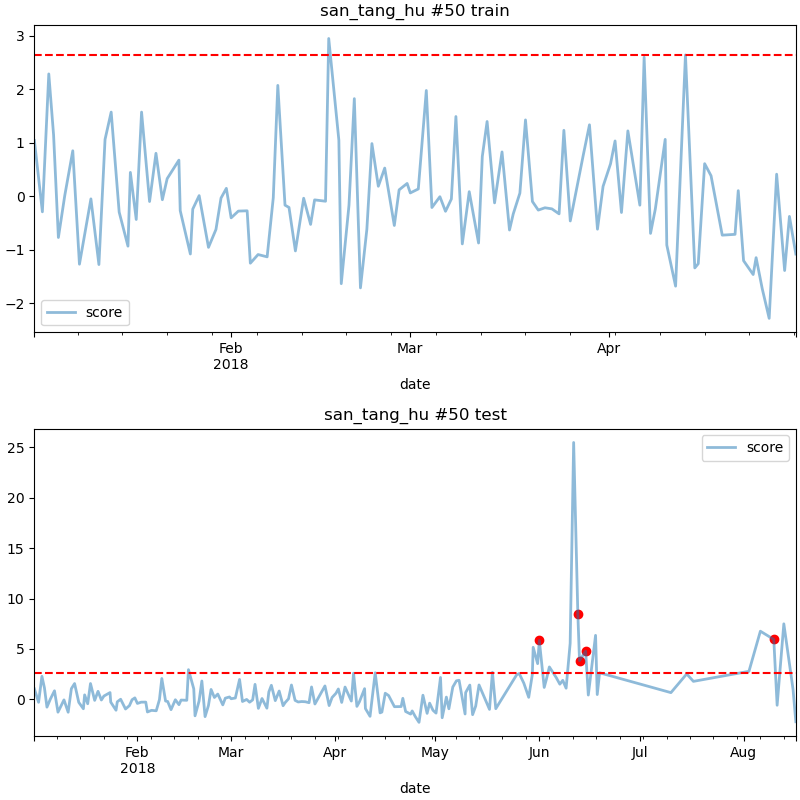 san_tang_hu #50 train
3
2
1
0
−1
−2
score
Feb
Mar
Apr
2018
date
san_tang_hu #50 test
25
20
15
10
5
0
score
Feb
Mar
Apr
May
Jun
Jul
Aug
2018
date